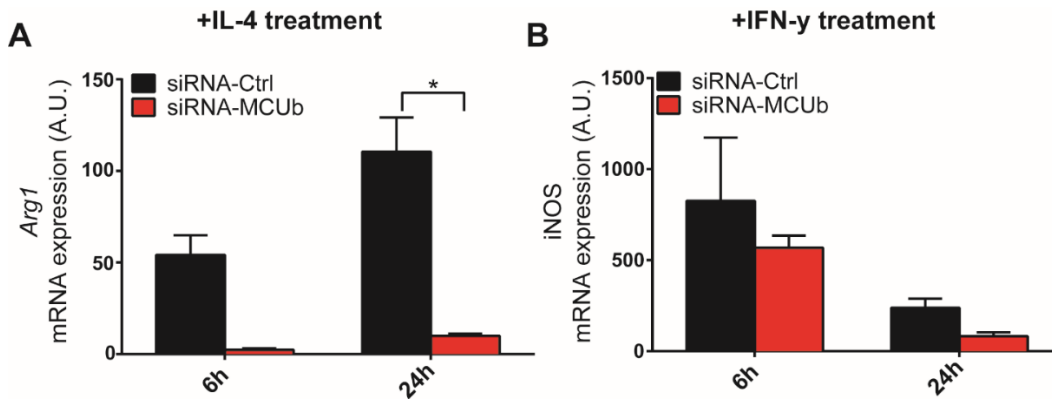 A
+IL-4 treatment
Arg1
mRNA expression (A.U.)
150
100
50
0
siRNA-Ctrl
siRNA-MCUb
*
6h
24h
B
+IFN-y treatment
iNOS
mRNA expression (A.U.)
1500
1000
500
0
siRNA-Ctrl
siRNA-MCUb
6h
24h